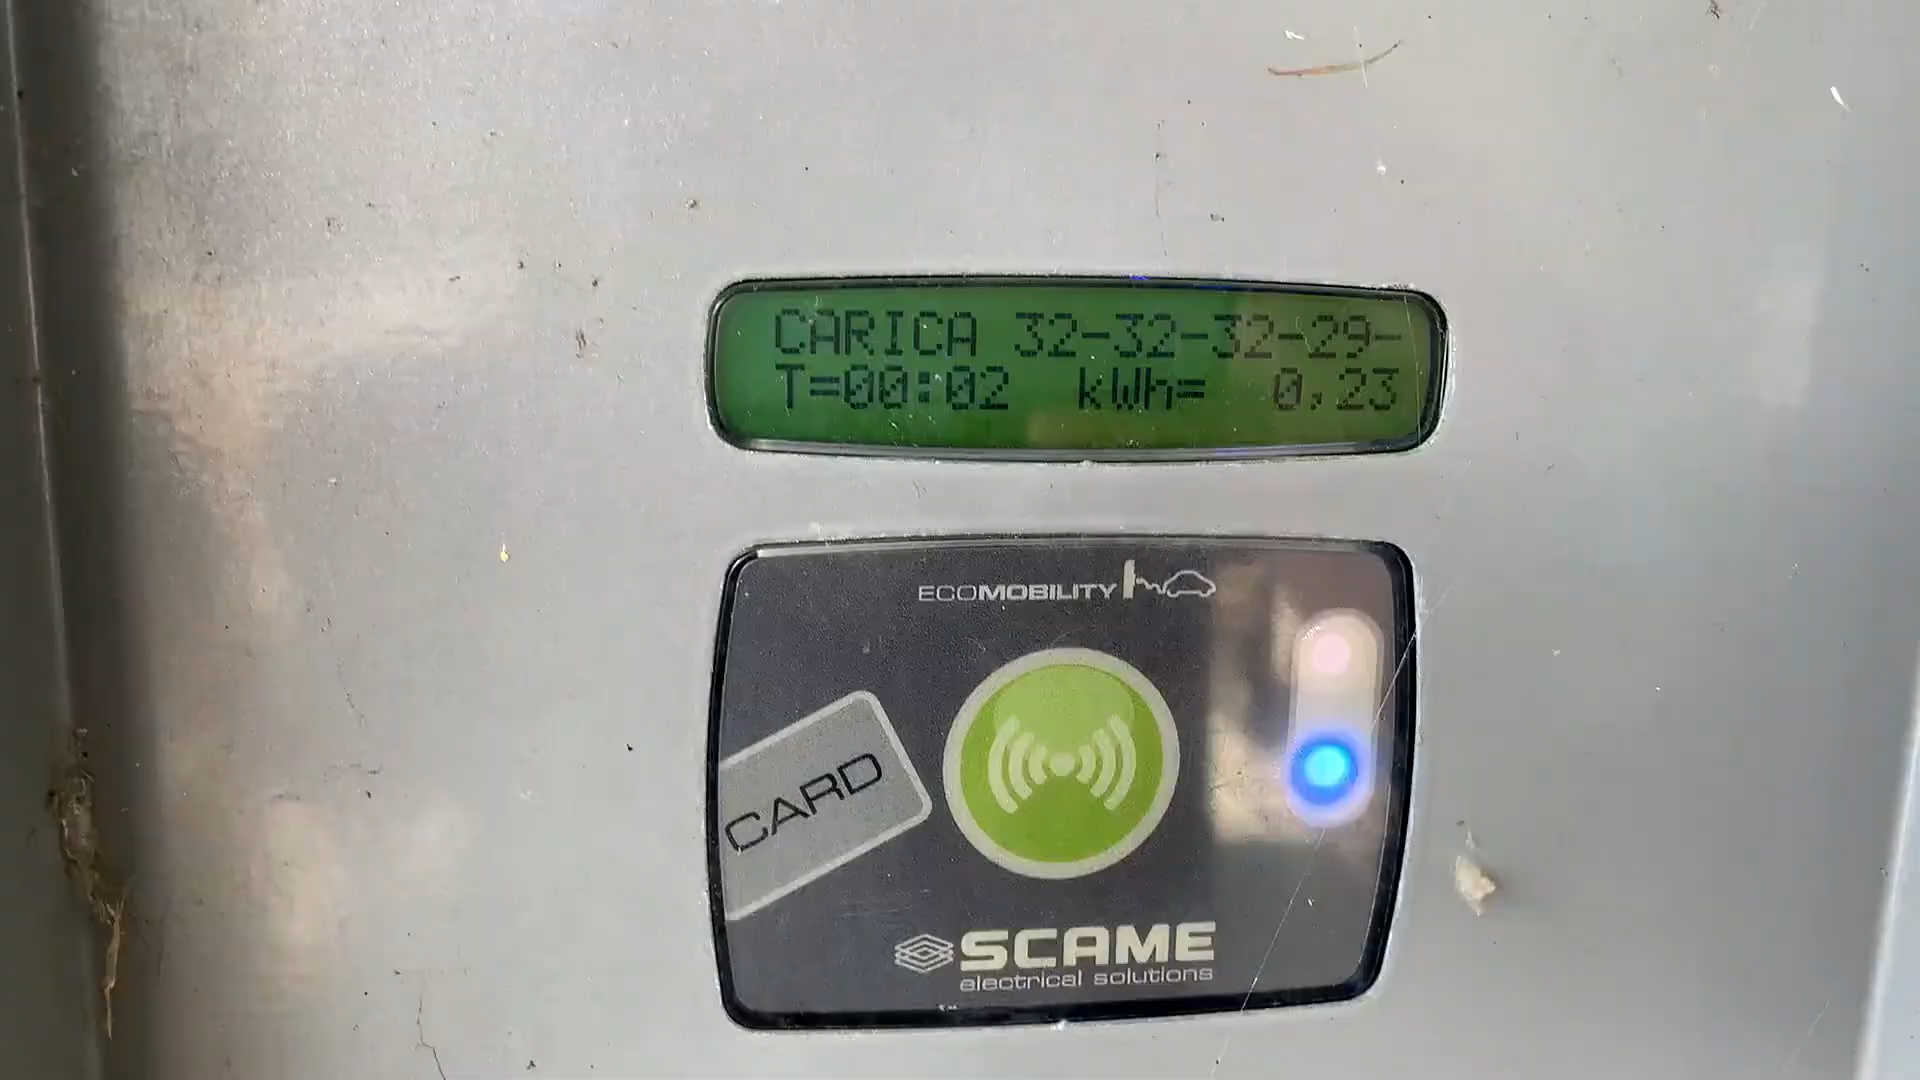 CARICA 32-32-32-29-
T=00:02 kWh= 0,23
ECOMOBILITY
CARD
SCAME
electrical solutions